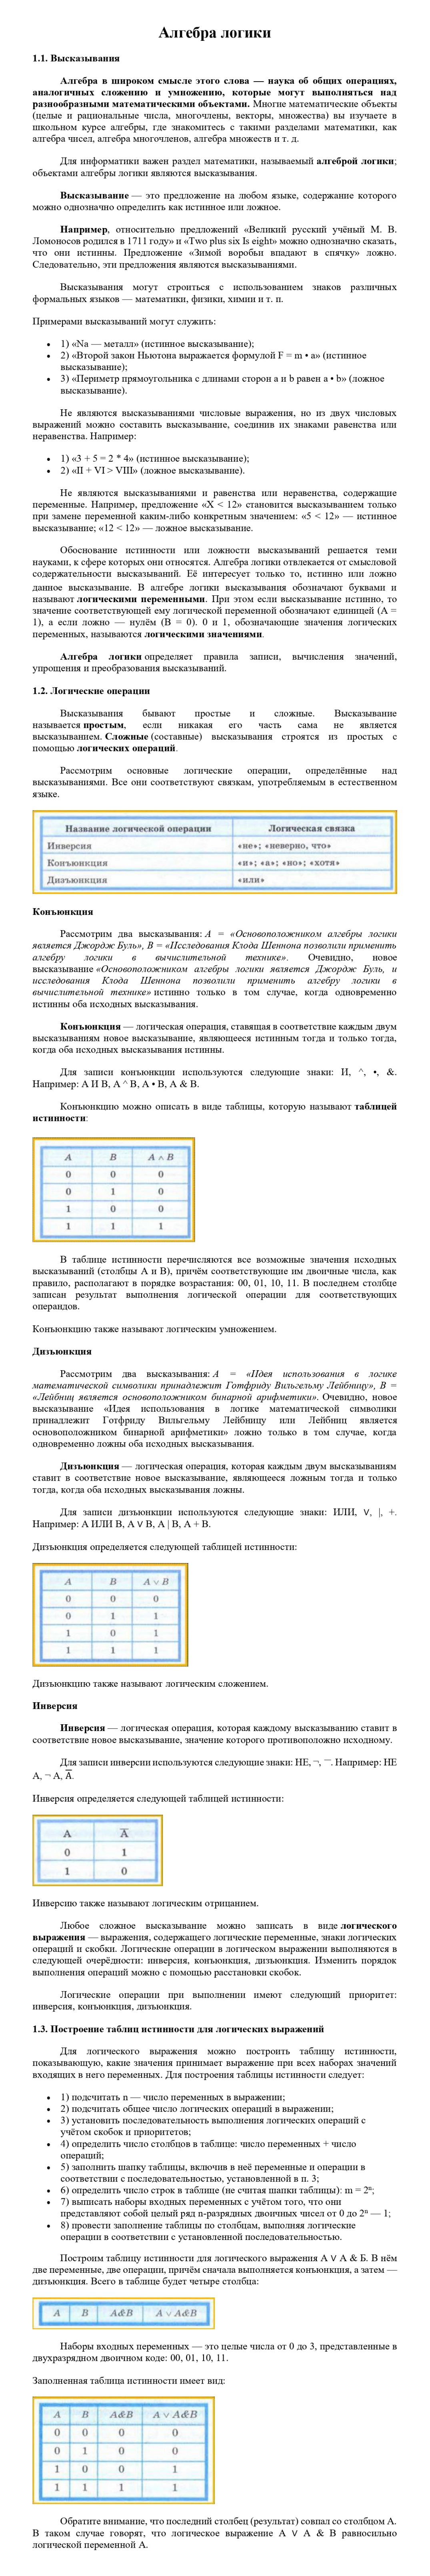 Алгебра логики
1.1. Высказывания
Алгебра в широком смысле этого слова — наука об общих операциях,
аналогичных сложению и умножению, которые могут выполняться над
разнообразными математическими объектами. Многие математические объекты
(целые и рациональные числа, многочлены, векторы, множества) вы изучаете в
школьном курсе алгебры, где знакомитесь с такими разделами математики, как
алгебра чисел, алгебра многочленов, алгебра множеств и т. д.
Для информатики важен раздел математики, называемый алгеброй логики;
объектами алгебры логики являются высказывания.
Высказывание — это предложение на любом языке, содержание которого
можно однозначно определить как истинное или ложное.
Например, относительно предложений «Великий русский учёный М. В.
Ломоносов родился в 1711 году» и «Two plus six Is eight» можно однозначно сказать,
что они истинны. Предложение «Зимой воробьи впадают в спячку» ложно.
Следовательно, эти предложения являются высказываниями.
Высказывания могут строиться с использованием знаков различных
формальных языков — математики, физики, химии и т. п.
Примерами высказываний могут служить:
• 1) «Na — металл» (истинное высказывание);
• 2) «Второй закон Ньютона выражается формулой F = m • a» (истинное
высказывание);
• 3) «Периметр прямоугольника с длинами сторон a и b равен a • b» (ложное
высказывание).
Не являются высказываниями числовые выражения, но из двух числовых
выражений можно составить высказывание, соединив их знаками равенства или
неравенства. Например:
• 1) «3 + 5 = 2 * 4» (истинное высказывание);
• 2) «II + VI > VIII» (ложное высказывание).
Не являются высказываниями и равенства или неравенства, содержащие
переменные. Например, предложение «X < 12» становится высказыванием только
при замене переменной каким-либо конкретным значением: «5 < 12» — истинное
высказывание; «12 < 12» — ложное высказывание.
Обоснование истинности или ложности высказываний решается теми
науками, к сфере которых они относятся. Алгебра логики отвлекается от смысловой
содержательности высказываний. Её интересует только то, истинно или ложно
данное высказывание. В алгебре логики высказывания обозначают буквами и
называют логическими переменными. При этом если высказывание истинно, то
значение соответствующей ему логической переменной обозначают единицей (А =
1), а если ложно — нулём (В = 0). 0 и 1, обозначающие значения логических
переменных, называются логическими значениями.
Алгебра логики определяет правила записи, вычисления значений,
упрощения и преобразования высказываний.
1.2. Логические операции
Высказывания бывают простые и сложные. Высказывание
называется простым, если никакая его часть сама не является
высказыванием. Сложные (составные) высказывания строятся из простых с
помощью логических операций.
Рассмотрим основные логические операции, определённые над
высказываниями. Все они соответствуют связкам, употребляемым в естественном
языке.
Название логической операции Логическая связка
Инверсия «не»; «неверно, что»
Конъюнкция «и»; «а»; «но»; «хотя»
Дизъюнкция «или»
Конъюнкция
Рассмотрим два высказывания: А = «Основоположником алгебры логики
является Джордж Буль», В = «Исследования Клода Шеннона позволили применить
алгебру логики в вычислительной технике». Очевидно, новое
высказывание «Основоположником алгебры логики является Джордж Буль, и
исследования Клода Шеннона позволили применить алгебру логики в
вычислительной технике» истинно только в том случае, когда одновременно
истинны оба исходных высказывания.
Конъюнкция — логическая операция, ставящая в соответствие каждым двум
высказываниям новое высказывание, являющееся истинным тогда и только тогда,
когда оба исходных высказывания истинны.
Для записи конъюнкции используются следующие знаки: И, ^, •, &.
Например: А И В, А ^ В, А • В, А & В.
Конъюнкцию можно описать в виде таблицы, которую называют таблицей
истинности:
A B A ∧ B
0 0 0
0 1 0
1 0 0
1 1 1
В таблице истинности перечисляются все возможные значения исходных
высказываний (столбцы А и В), причём соответствующие им двоичные числа, как
правило, располагают в порядке возрастания: 00, 01, 10, 11. В последнем столбце
записан результат выполнения логической операции для соответствующих
операндов.
Конъюнкцию также называют логическим умножением.
Дизъюнкция
Рассмотрим два высказывания: А = «Идея использования в логике
математической символики принадлежит Готфриду Вильгельму Лейбницу», В =
«Лейбниц является основоположником бинарной арифметики». Очевидно, новое
высказывание «Идея использования в логике математической символики
принадлежит Готфриду Вильгельму Лейбницу или Лейбниц является
основоположником бинарной арифметики» ложно только в том случае, когда
одновременно ложны оба исходных высказывания.
Дизъюнкция — логическая операция, которая каждым двум высказываниям
ставит в соответствие новое высказывание, являющееся ложным тогда и только
тогда, когда оба исходных высказывания ложны.
Для записи дизъюнкции используются следующие знаки: ИЛИ, ∨, |, +.
Например: А ИЛИ В, А ∨ В, А | В, А + В.
Дизъюнкция определяется следующей таблицей истинности:
A B A ∨ B
0 0 0
0 1 1
1 0 1
1 1 1
Дизъюнкцию также называют логическим сложением.
Инверсия
Инверсия — логическая операция, которая каждому высказыванию ставит в
соответствие новое высказывание, значение которого противоположно исходному.
Для записи инверсии используются следующие знаки: НЕ, ¬, ¯. Например: НЕ
А, ¬ А, A̅.
Инверсия определяется следующей таблицей истинности:
A A̅
0 1
1 0
Инверсию также называют логическим отрицанием.
Любое сложное высказывание можно записать в виде логического
выражения — выражения, содержащего логические переменные, знаки логических
операций и скобки. Логические операции в логическом выражении выполняются в
следующей очерёдности: инверсия, конъюнкция, дизъюнкция. Изменить порядок
выполнения операций можно с помощью расстановки скобок.
Логические операции при выполнении имеют следующий приоритет:
инверсия, конъюнкция, дизъюнкция.
1.3. Построение таблиц истинности для логических выражений
Для логического выражения можно построить таблицу истинности,
показывающую, какие значения принимает выражение при всех наборах значений
входящих в него переменных. Для построения таблицы истинности следует:
• 1) подсчитать n — число переменных в выражении;
• 2) подсчитать общее число логических операций в выражении;
• 3) установить последовательность выполнения логических операций с
учётом скобок и приоритетов;
• 4) определить число столбцов в таблице: число переменных + число
операций;
• 5) заполнить шапку таблицы, включив в неё переменные и операции в
соответствии с последовательностью, установленной в п. 3;
• 6) определить число строк в таблице (не считая шапки таблицы): m = 2ⁿ;
• 7) выписать наборы входных переменных с учётом того, что они
представляют собой целый ряд n-разрядных двоичных чисел от 0 до 2ⁿ — 1;
• 8) провести заполнение таблицы по столбцам, выполняя логические
операции в соответствии с установленной последовательностью.
Построим таблицу истинности для логического выражения А ∨ А & Б. В нём
две переменные, две операции, причём сначала выполняется конъюнкция, а затем —
дизъюнкция. Всего в таблице будет четыре столбца:
A B A&B A ∨ A&B
Наборы входных переменных — это целые числа от 0 до 3, представленные в
двухразрядном двоичном коде: 00, 01, 10, 11.
Заполненная таблица истинности имеет вид:
A B A&B A ∨ A&B
0 0 0 0
0 1 0 0
1 0 0 1
1 1 1 1
Обратите внимание, что последний столбец (результат) совпал со столбцом А.
В таком случае говорят, что логическое выражение А ∨ А & В равносильно
логической переменной А.